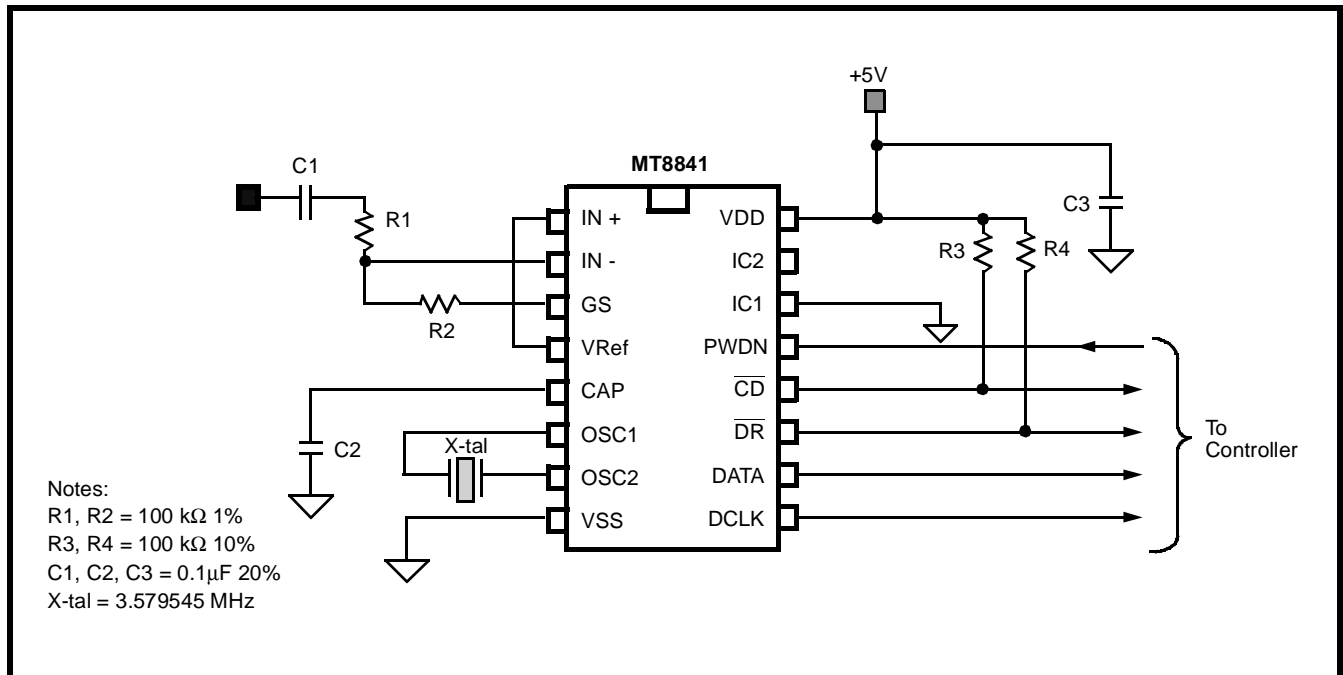 +5V
MT8841
C1
R1
R2
C2
X-tal
C3
R3
R4
IN +
IN -
GS
VRef
CAP
OSC1
OSC2
VSS
VDD
IC2
IC1
PWDN
C̅D̅
D̅R̅
DATA
DCLK
To
Controller
Notes:
R1, R2 = 100 kΩ 1%
R3, R4 = 100 kΩ 10%
C1, C2, C3 = 0.1μF 20%
X-tal = 3.579545 MHz